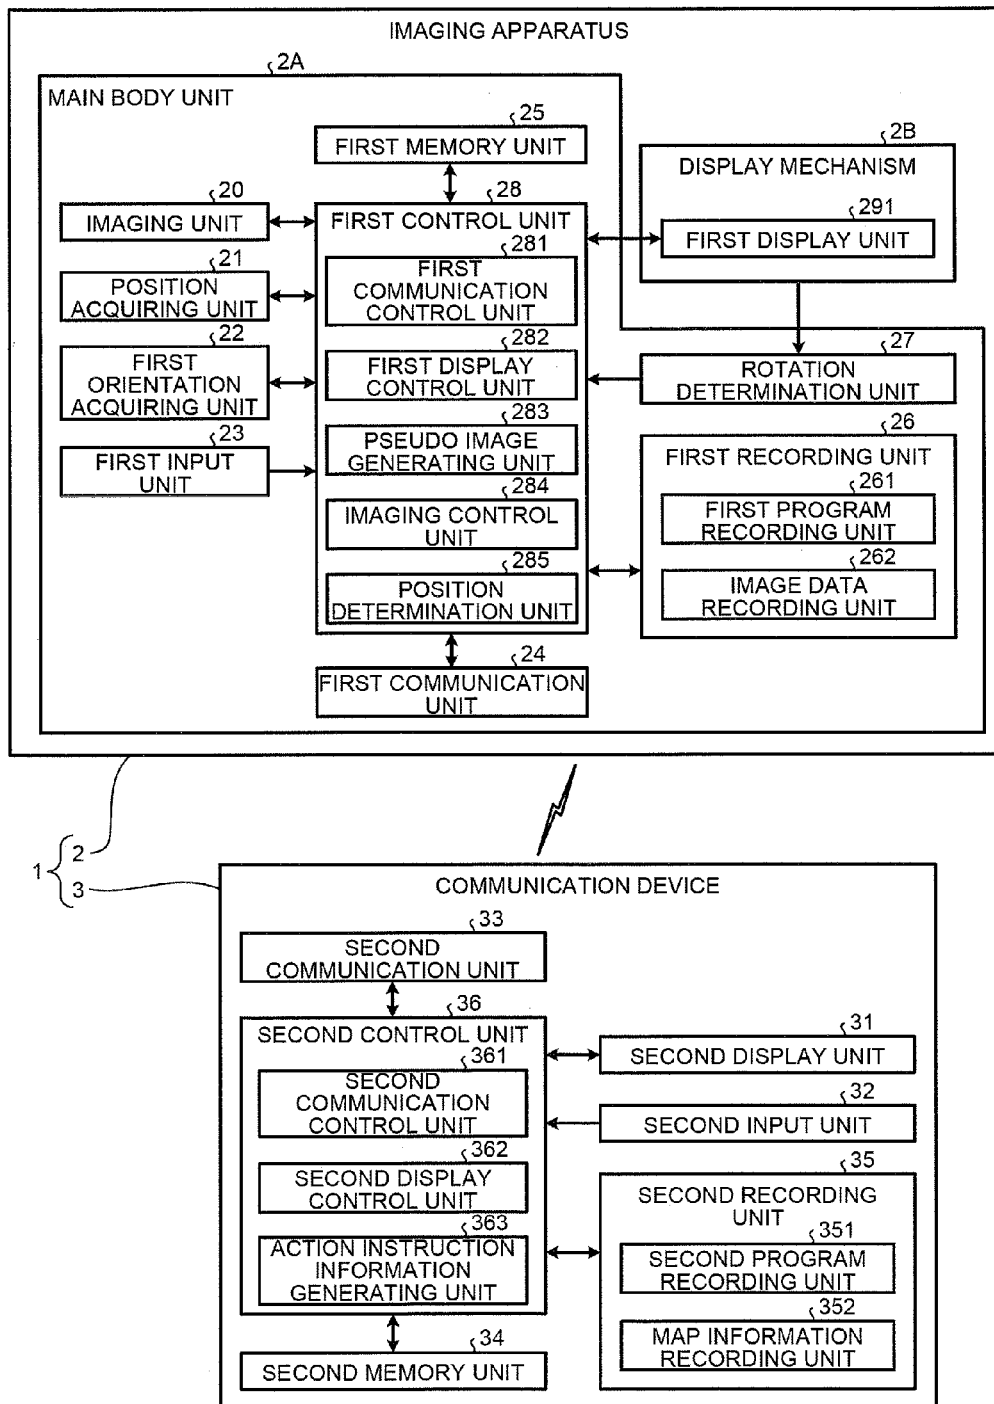 IMAGING APPARATUS
2A
MAIN BODY UNIT
25
FIRST MEMORY UNIT
2B
DISPLAY MECHANISM
291
FIRST DISPLAY UNIT
20
IMAGING UNIT
28
FIRST CONTROL UNIT
281
FIRST
COMMUNICATION
CONTROL UNIT
21
POSITION
ACQUIRING UNIT
22
FIRST
ORIENTATION
ACQUIRING UNIT
282
FIRST DISPLAY
CONTROL UNIT
27
ROTATION
DETERMINATION UNIT
23
FIRST INPUT
UNIT
283
PSEUDO IMAGE
GENERATING UNIT
26
FIRST RECORDING UNIT
261
FIRST PROGRAM
RECORDING UNIT
284
IMAGING CONTROL
UNIT
262
IMAGE DATA
RECORDING UNIT
285
POSITION
DETERMINATION UNIT
24
FIRST COMMUNICATION
UNIT
1
2
3
COMMUNICATION DEVICE
33
SECOND
COMMUNICATION UNIT
36
SECOND CONTROL UNIT
361
SECOND
COMMUNICATION
CONTROL UNIT
31
SECOND DISPLAY UNIT
32
SECOND INPUT UNIT
362
SECOND DISPLAY
CONTROL UNIT
35
SECOND RECORDING
UNIT
363
ACTION INSTRUCTION
INFORMATION
GENERATING UNIT
351
SECOND PROGRAM
RECORDING UNIT
352
MAP INFORMATION
RECORDING UNIT
34
SECOND MEMORY UNIT